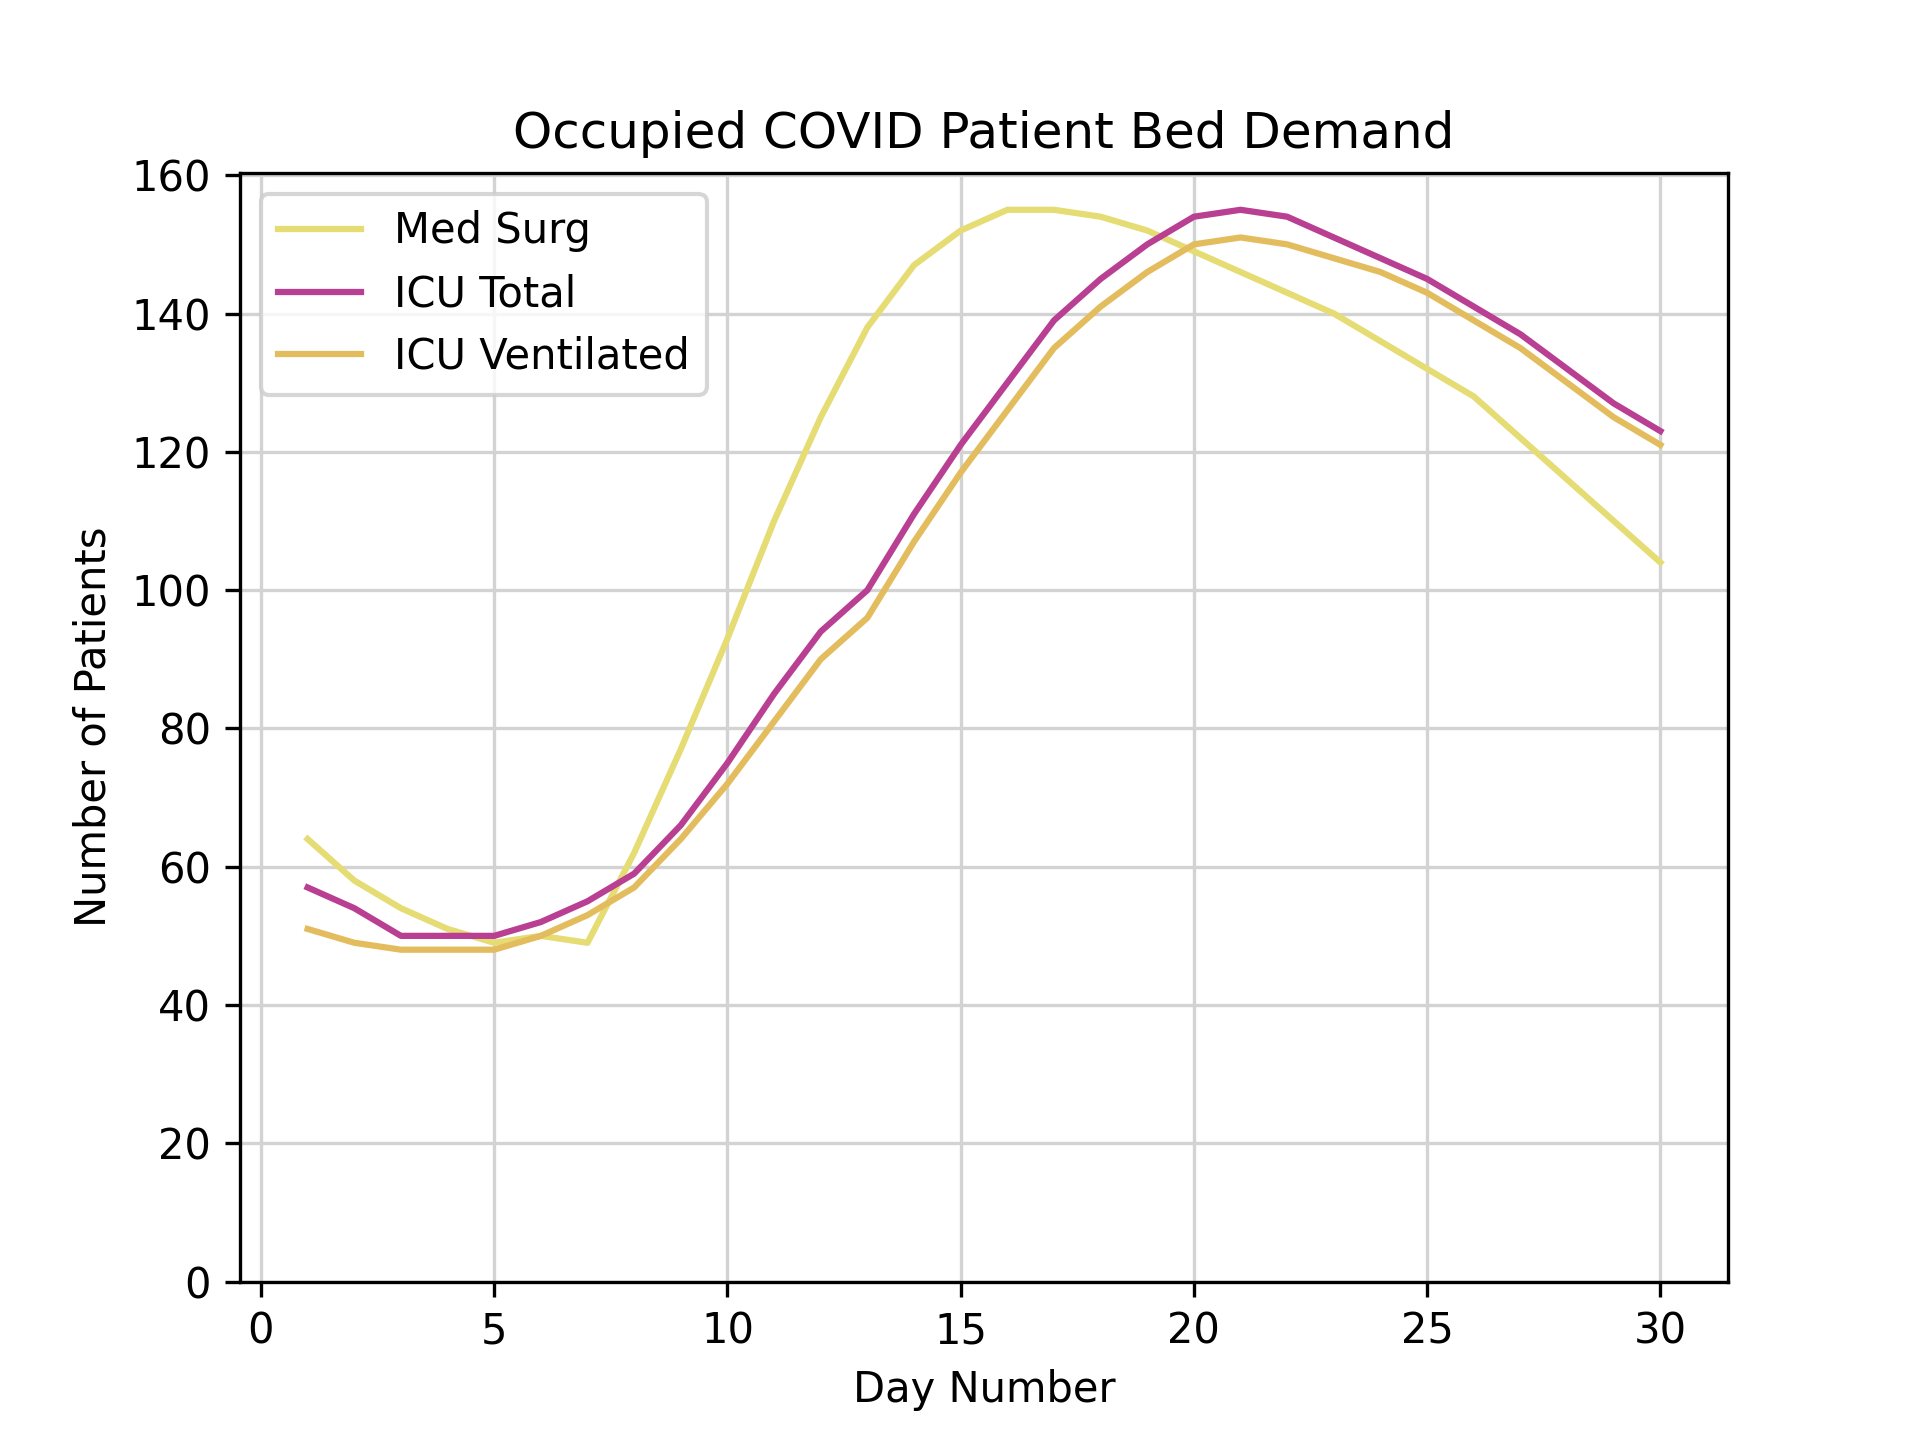 Occupied COVID Patient Bed Demand
Med Surg
ICU Total
ICU Ventilated
Number of Patients
160
140
120
100
80
60
40
20
0
0 5 10 15 20 25 30
Day Number